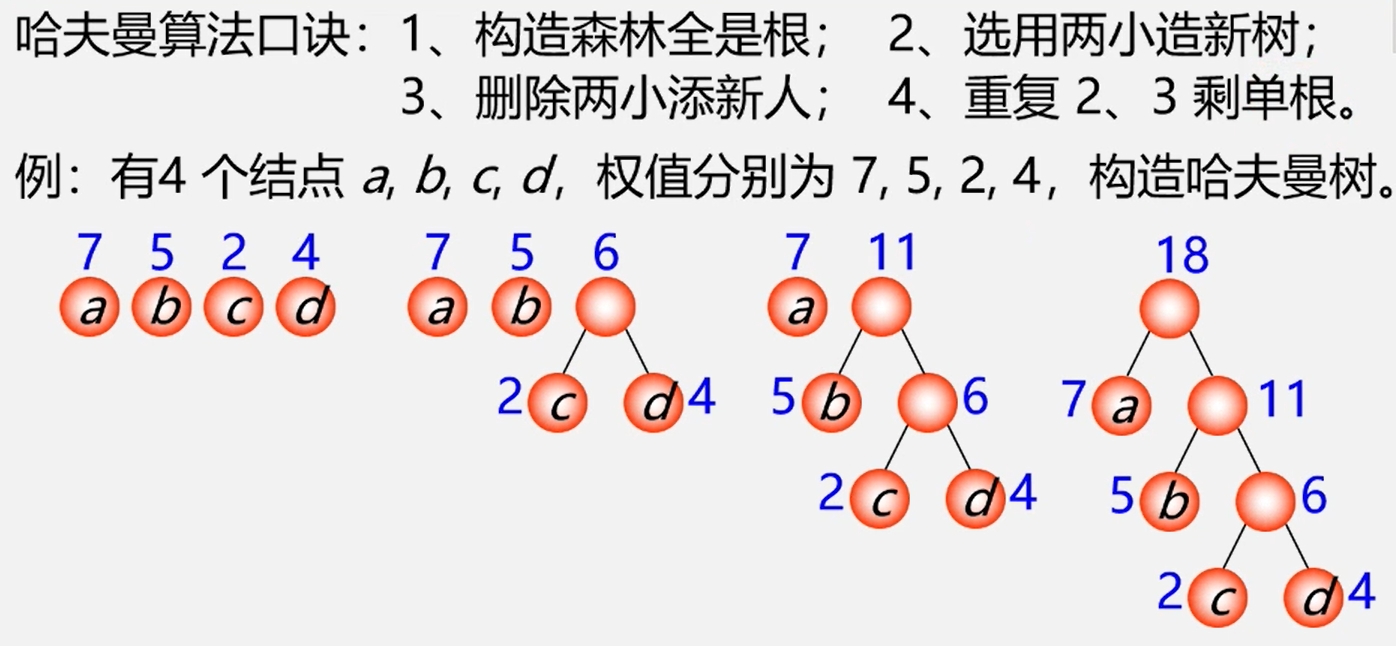 哈夫曼算法口诀：1、构造森林全是根； 2、选用两小造新树；
3、删除两小添新人； 4、重复 2、3 剩单根。
例：有4 个结点 a, b, c, d，权值分别为 7, 5, 2, 4，构造哈夫曼树。
7 5 2 4 7 5 6 7 11 18
a b c d a b a
2 c d 4 5 b 6 7 a 11
2 c d 4 5 b 6
2 c d 4